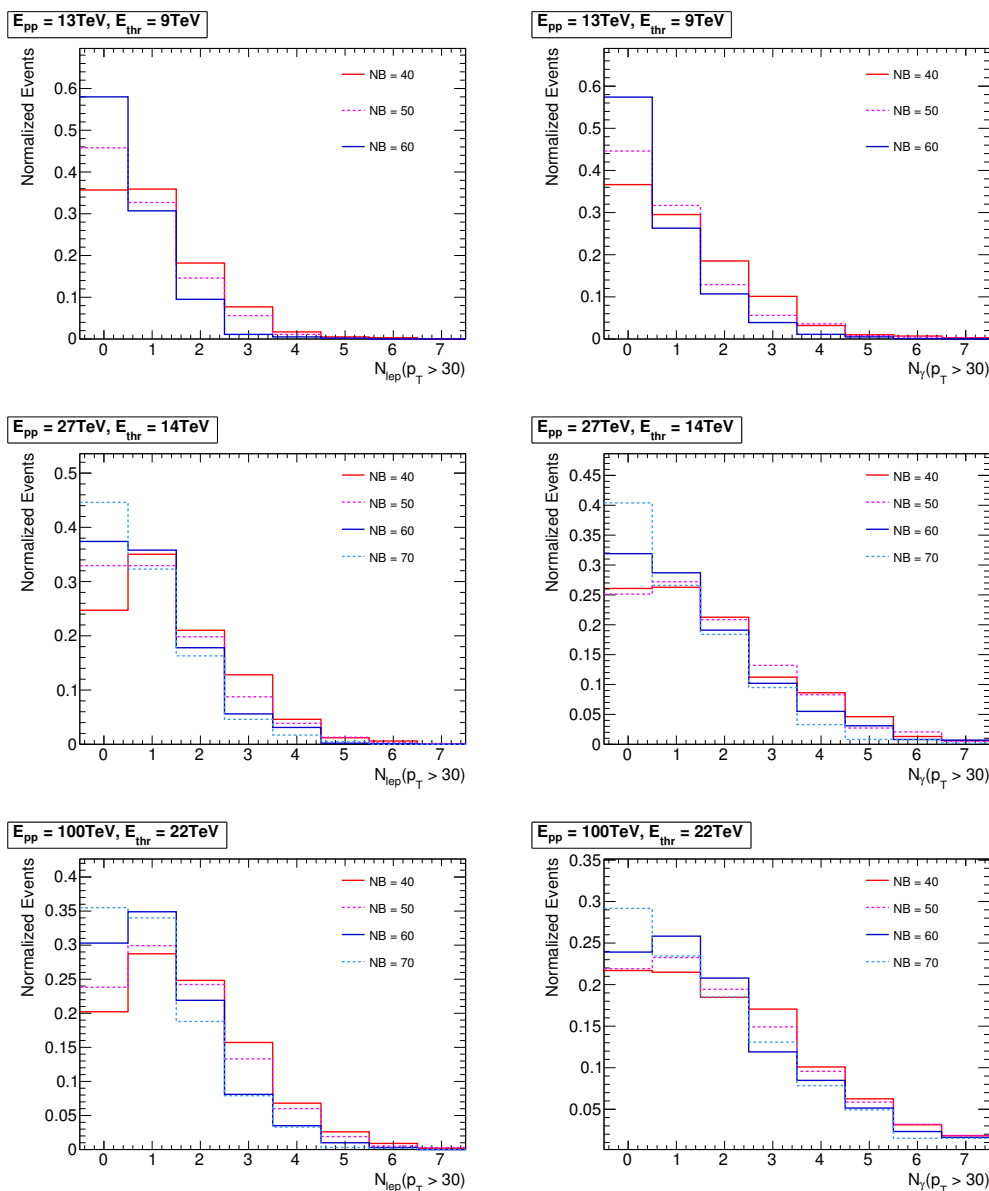 E_pp = 13TeV, E_thr = 9TeV
Normalized Events
0.6
0.5
0.4
0.3
0.2
0.1
0
NB = 40
NB = 50
NB = 60
0 1 2 3 4 5 6 7
N_lep(p_T > 30)
E_pp = 13TeV, E_thr = 9TeV
Normalized Events
0.6
0.5
0.4
0.3
0.2
0.1
0
NB = 40
NB = 50
NB = 60
0 1 2 3 4 5 6 7
N_γ(p_T > 30)
E_pp = 27TeV, E_thr = 14TeV
Normalized Events
0.5
0.4
0.3
0.2
0.1
0
NB = 40
NB = 50
NB = 60
NB = 70
0 1 2 3 4 5 6 7
N_lep(p_T > 30)
E_pp = 27TeV, E_thr = 14TeV
Normalized Events
0.45
0.4
0.35
0.3
0.25
0.2
0.15
0.1
0.05
0
NB = 40
NB = 50
NB = 60
NB = 70
0 1 2 3 4 5 6 7
N_γ(p_T > 30)
E_pp = 100TeV, E_thr = 22TeV
Normalized Events
0.4
0.35
0.3
0.25
0.2
0.15
0.1
0.05
0
NB = 40
NB = 50
NB = 60
NB = 70
0 1 2 3 4 5 6 7
N_lep(p_T > 30)
E_pp = 100TeV, E_thr = 22TeV
Normalized Events
0.35
0.3
0.25
0.2
0.15
0.1
0.05
NB = 40
NB = 50
NB = 60
NB = 70
0 1 2 3 4 5 6 7
N_γ(p_T > 30)